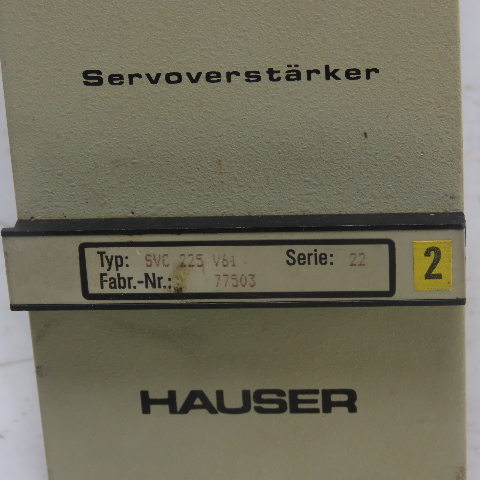 Servoverstärker
Typ: SVC 225 V61 Serie: 22
Fabr.-Nr.: 77503
2
HAUSER